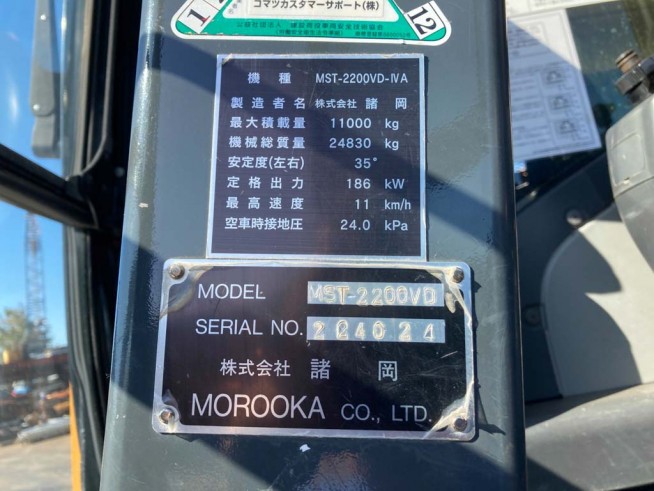 コマツカスタマーサポート(株)
1
12
機種 MST-2200VD-ⅣA
製造者名 株式会社 諸岡
最大積載量 11000 kg
機械総質量 24830 kg
安定度(左右) 35°
定格出力 186 kW
最高速度 11 km/h
空車時接地圧 24.0 kPa
MODEL MST-2200VD
SERIAL NO. 224024
株式会社 諸岡
MOROOKA CO., LTD.